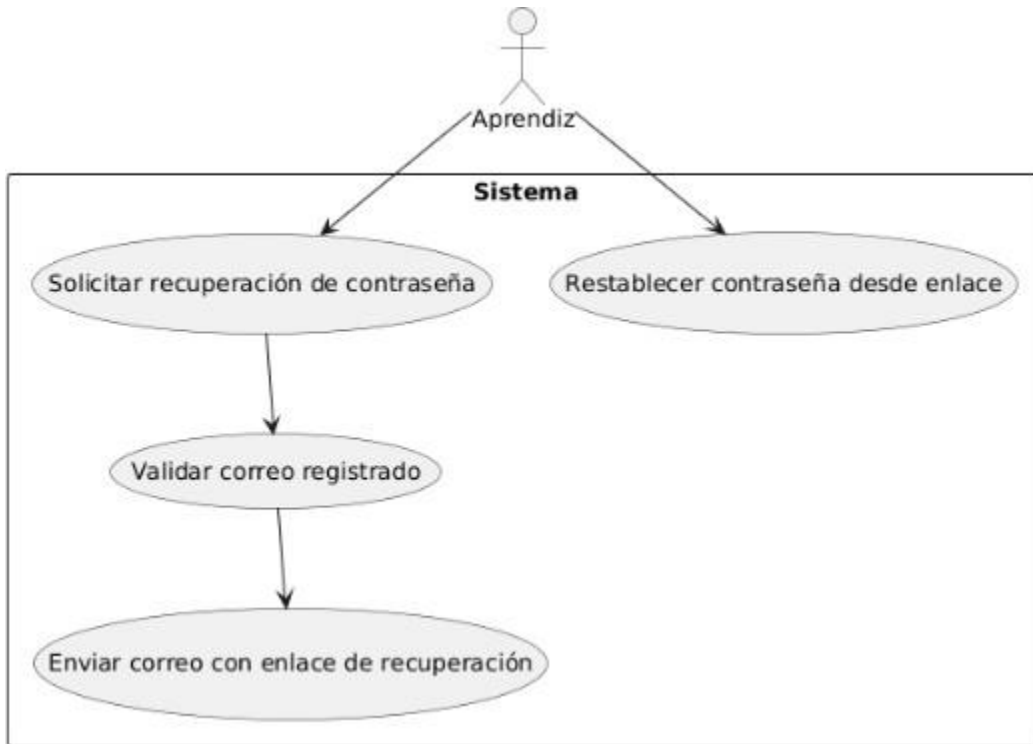 Aprendiz
Sistema
Solicitar recuperación de contraseña
Restablecer contraseña desde enlace
Validar correo registrado
Enviar correo con enlace de recuperación